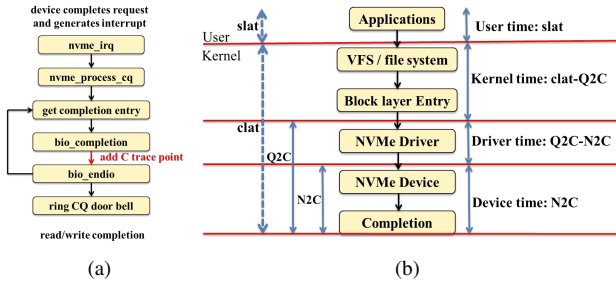 device completes request
and generates interrupt
nvme_irq
nvme_process_cq
get completion entry
bio_completion
add C trace point
bio_endio
ring CQ door bell
read/write completion
(a)
slat
User
Kernel
clat
Q2C
N2C
Applications
VFS / file system
Block layer Entry
NVMe Driver
NVMe Device
Completion
User time: slat
Kernel time: clat-Q2C
Driver time: Q2C-N2C
Device time: N2C
(b)